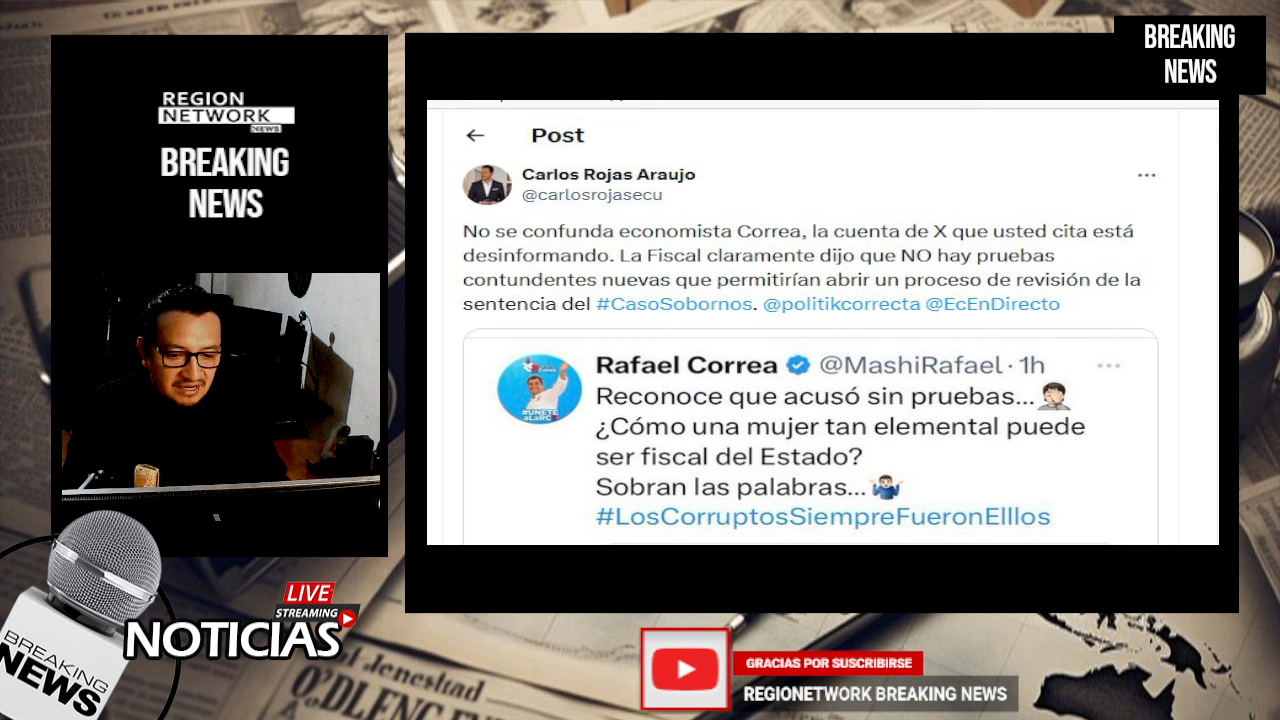 BREAKING
NEWS
REGION
NETWORK
NEWS
BREAKING
NEWS
Post
Carlos Rojas Araujo
@carlosrojasecu
No se confunda economista Correa, la cuenta de X que usted cita está
desinformando. La Fiscal claramente dijo que NO hay pruebas
contundentes nuevas que permitirían abrir un proceso de revisión de la
sentencia del #CasoSobornos. @politikcorrecta @EcEnDirecto
Rafael Correa @MashiRafael · 1h
Reconoce que acusó sin pruebas...
¿Cómo una mujer tan elemental puede
ser fiscal del Estado?
Sobran las palabras...
#LosCorruptosSiempreFueronElllos
LIVE
STREAMING
NOTICIAS
BREAKING
NEWS
GRACIAS POR SUSCRIBIRSE
REGIONETWORK BREAKING NEWS